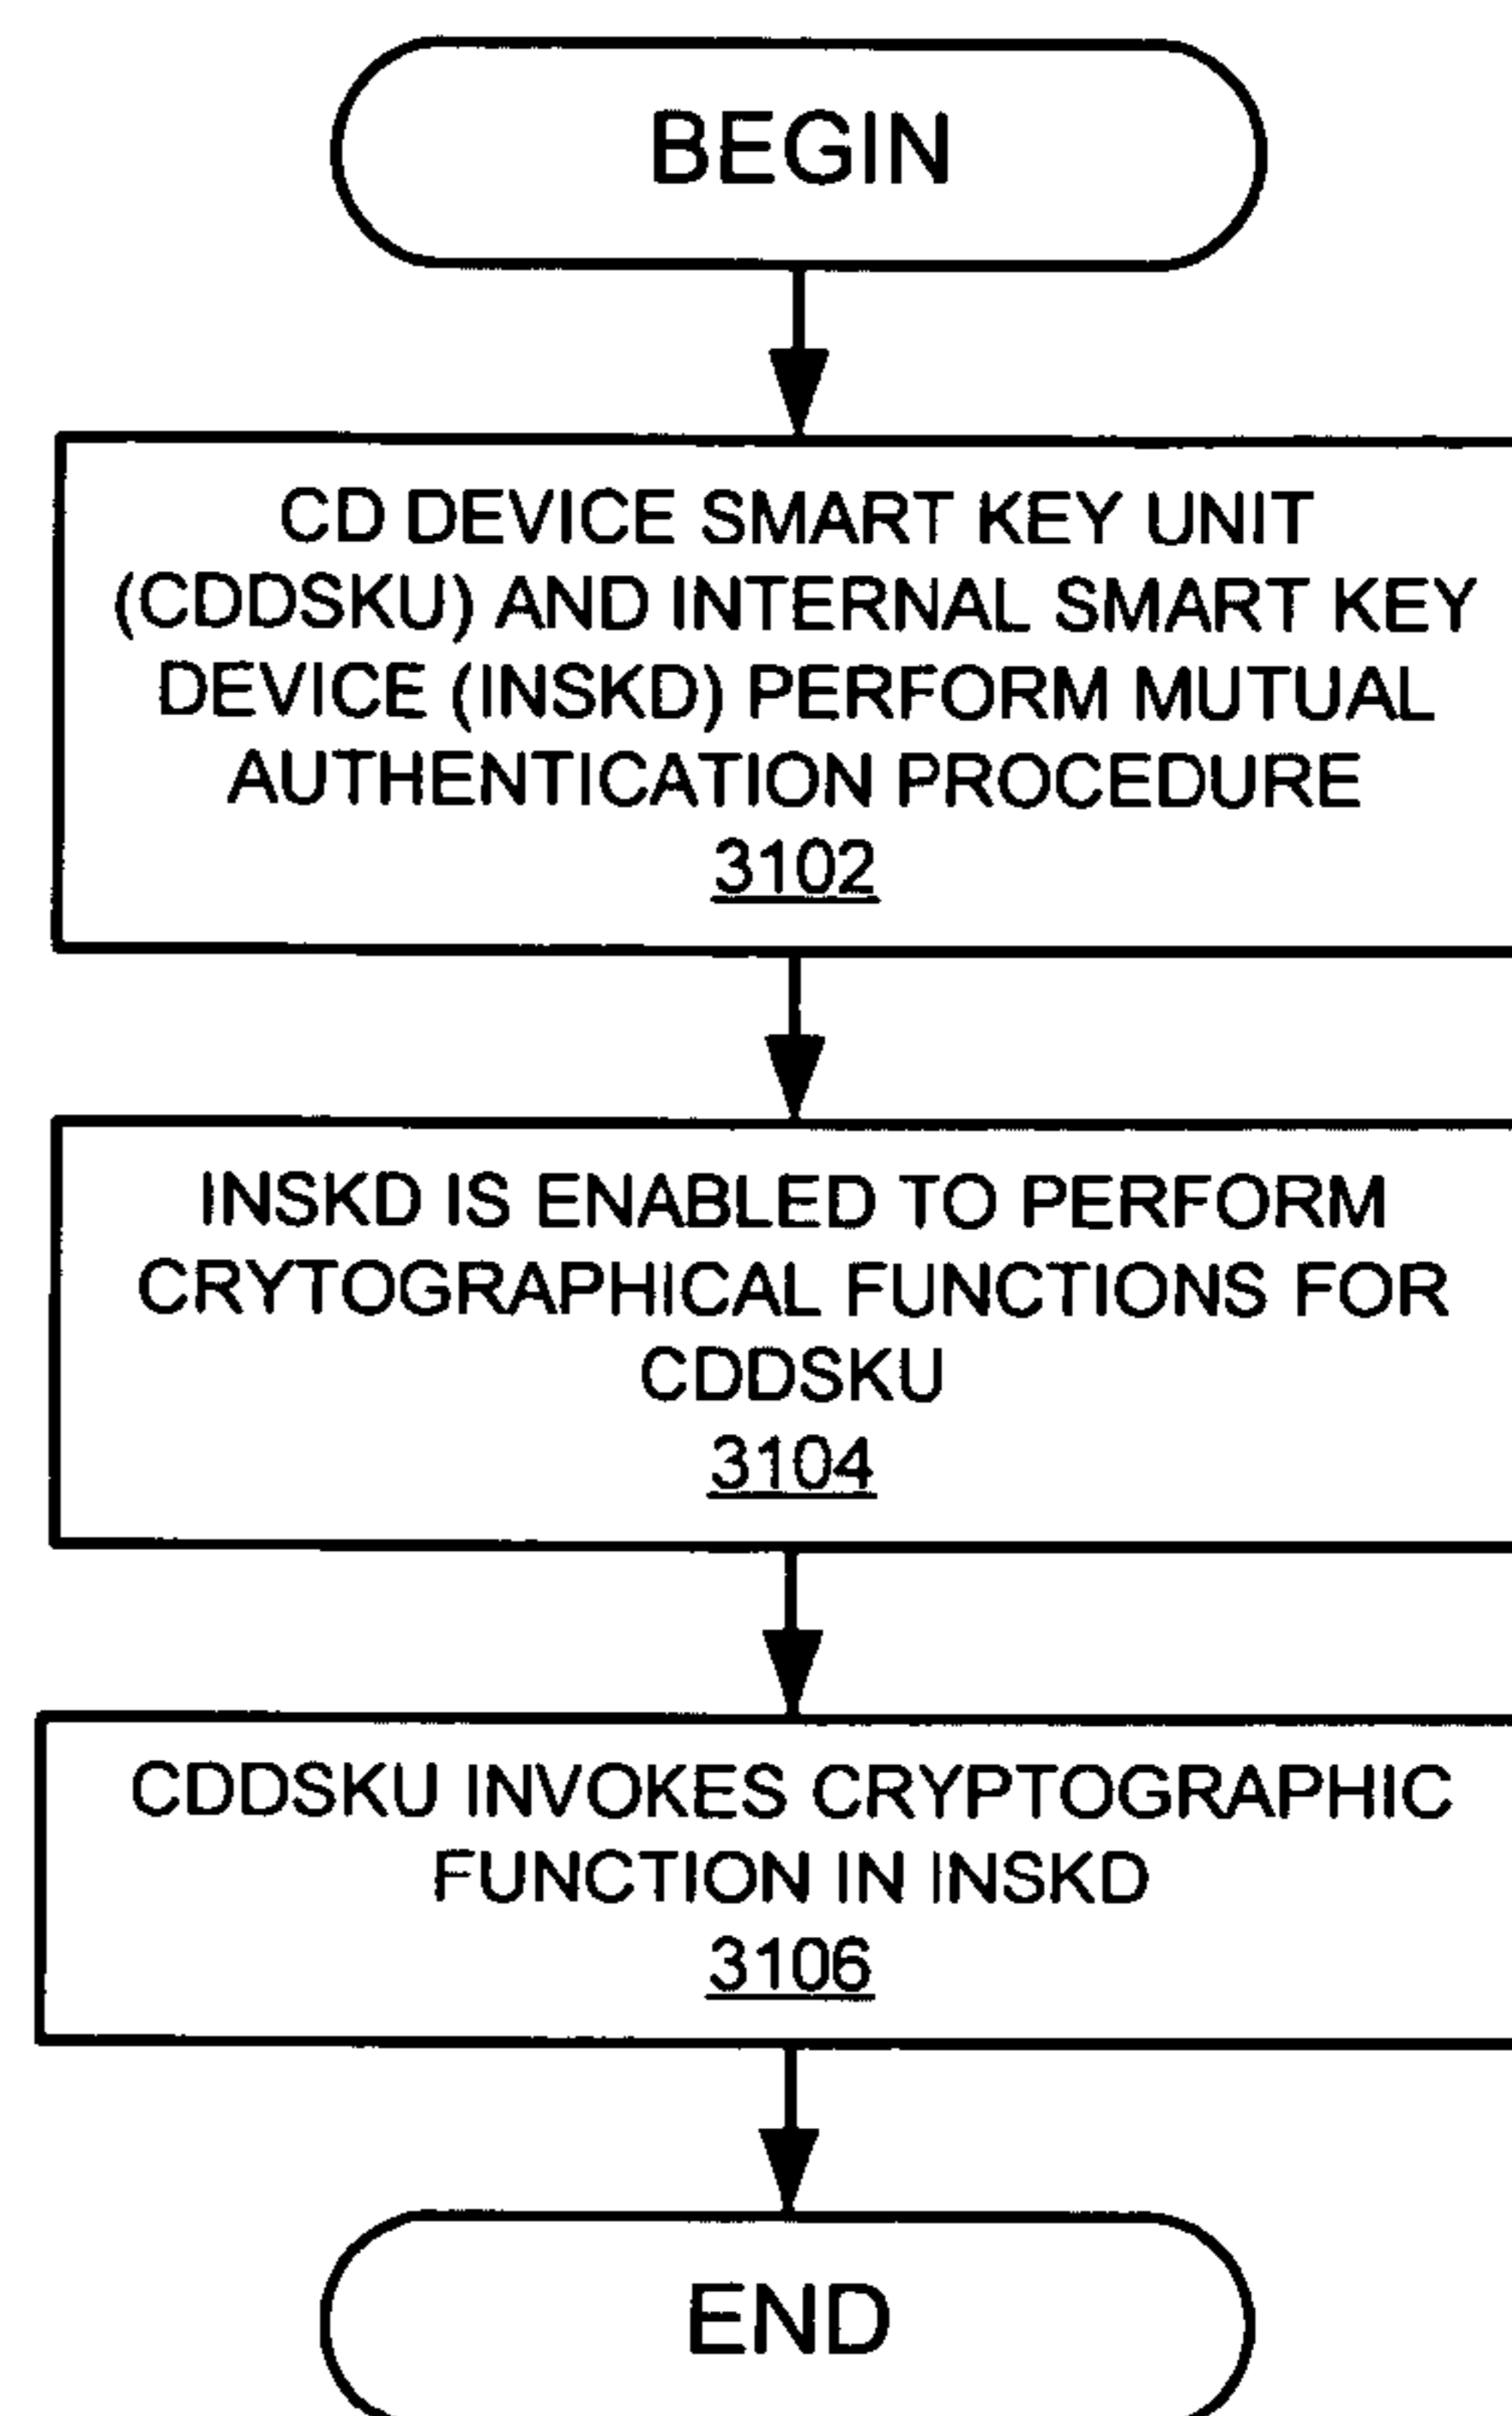 BEGIN
CD DEVICE SMART KEY UNIT
(CDDSKU) AND INTERNAL SMART KEY
DEVICE (INSKD) PERFORM MUTUAL
AUTHENTICATION PROCEDURE
3102
INSKD IS ENABLED TO PERFORM
CRYTOGRAPHICAL FUNCTIONS FOR
CDDSKU
3104
CDDSKU INVOKES CRYPTOGRAPHIC
FUNCTION IN INSKD
3106
END